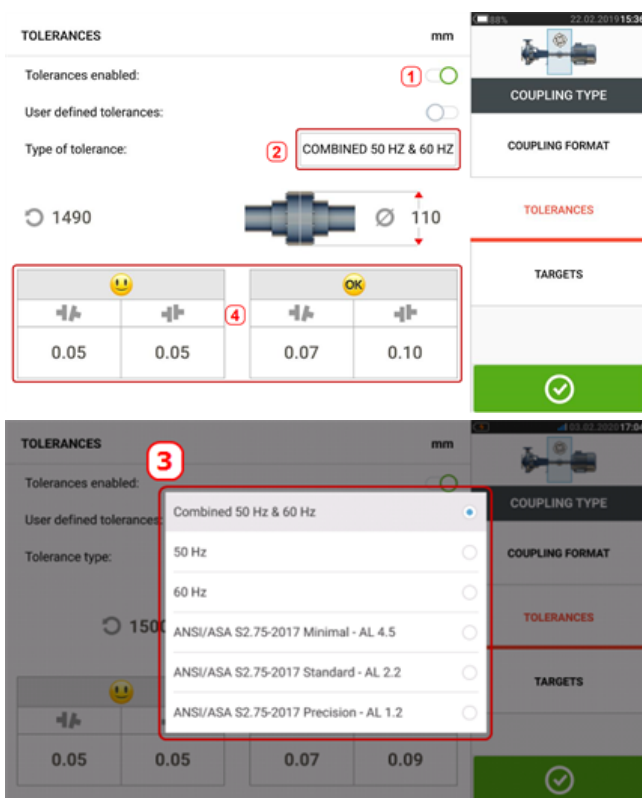 TOLERANCES mm
88% 22.02.2019 15:36
Tolerances enabled: 1
COUPLING TYPE
User defined tolerances:
Type of tolerance: 2 COMBINED 50 HZ & 60 HZ
COUPLING FORMAT
1490 Ø 110
TOLERANCES
OK
TARGETS
4
0.05 0.05 0.07 0.10
TOLERANCES mm
03.02.2020 17:04
3
Tolerances enabled:
COUPLING TYPE
User defined tolerances:
Combined 50 Hz & 60 Hz
Tolerance type:
50 Hz
COUPLING FORMAT
60 Hz
1500
TOLERANCES
ANSI/ASA S2.75-2017 Minimal - AL 4.5
ANSI/ASA S2.75-2017 Standard - AL 2.2
TARGETS
ANSI/ASA S2.75-2017 Precision - AL 1.2
0.05 0.05 0.07 0.09